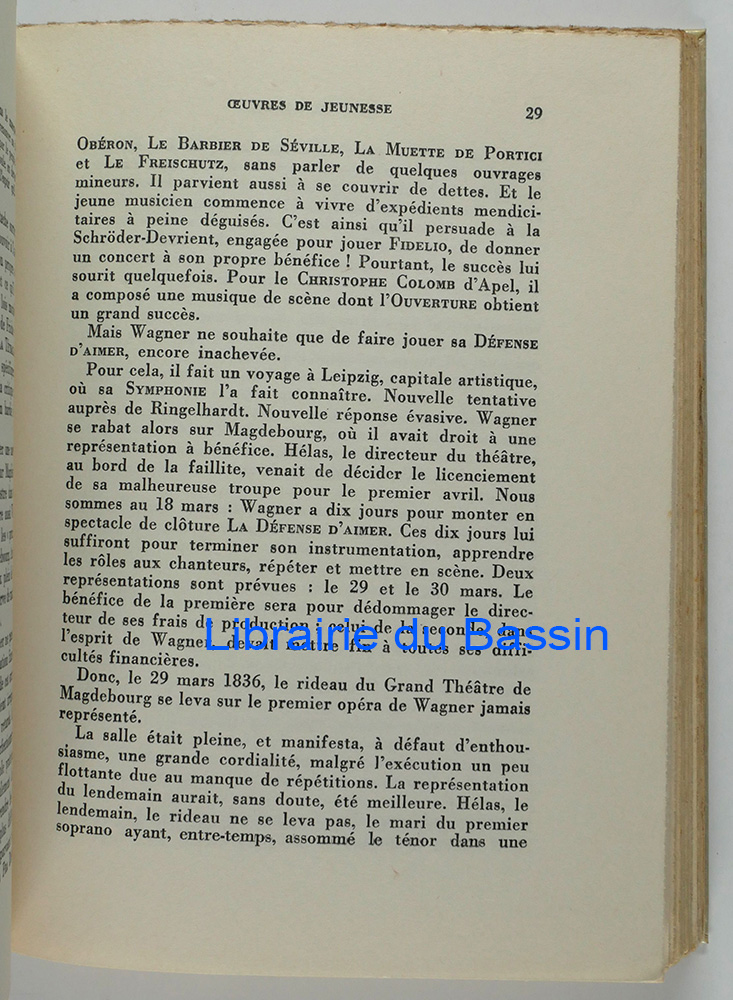 ŒUVRES DE JEUNESSE 29
OBÉRON, LE BARBIER DE SÉVILLE, LA MUETTE DE PORTICI
et LE FREISCHUTZ, sans parler de quelques ouvrages
mineurs. Il parvient aussi à se couvrir de dettes. Et le
jeune musicien commence à vivre d'expédients mendici-
taires à peine déguisés. C'est ainsi qu'il persuade à la
Schröder-Devrient, engagée pour jouer FIDELIO, de donner
un concert à son propre bénéfice ! Pourtant, le succès lui
sourit quelquefois. Pour le CHRISTOPHE COLOMB d'Apel, il
a composé une musique de scène dont l'OUVERTURE obtient
un grand succès.
Mais Wagner ne souhaite que de faire jouer sa DÉFENSE
D'AIMER, encore inachevée.
Pour cela, il fait un voyage à Leipzig, capitale artistique,
où sa SYMPHONIE l'a fait connaître. Nouvelle tentative
auprès de Ringelhardt. Nouvelle réponse évasive. Wagner
se rabat alors sur Magdebourg, où il avait droit à une
représentation à bénéfice. Hélas, le directeur du théâtre,
au bord de la faillite, venait de décider le licenciement
de sa malheureuse troupe pour le premier avril. Nous
sommes au 18 mars : Wagner a dix jours pour monter en
spectacle de clôture LA DÉFENSE D'AIMER. Ces dix jours lui
suffiront pour terminer son instrumentation, apprendre
les rôles aux chanteurs, répéter et mettre en scène. Deux
représentations sont prévues : le 29 et le 30 mars. Le
bénéfice de la première sera pour dédommager le direc-
teur de ses frais de production ; celui de la seconde, dans
l'esprit de Wagner, devait mettre fin à toutes ses diffi-
cultés financières.
Librairie du Bassin
Donc, le 29 mars 1836, le rideau du Grand Théâtre de
Magdebourg se leva sur le premier opéra de Wagner jamais
représenté.
La salle était pleine, et manifesta, à défaut d'enthou-
siasme, une grande cordialité, malgré l'exécution un peu
flottante due au manque de répétitions. La représentation
du lendemain aurait, sans doute, été meilleure. Hélas, le
lendemain, le rideau ne se leva pas, le mari du premier
soprano ayant, entre-temps, assommé le ténor dans une